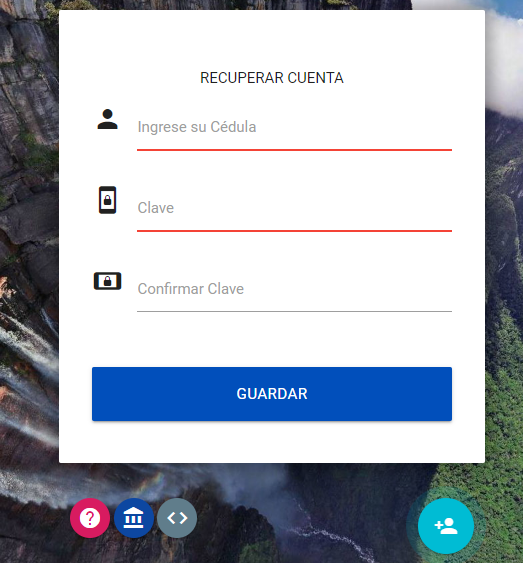 RECUPERAR CUENTA
Ingrese su Cédula
Clave
Confirmar Clave
GUARDAR